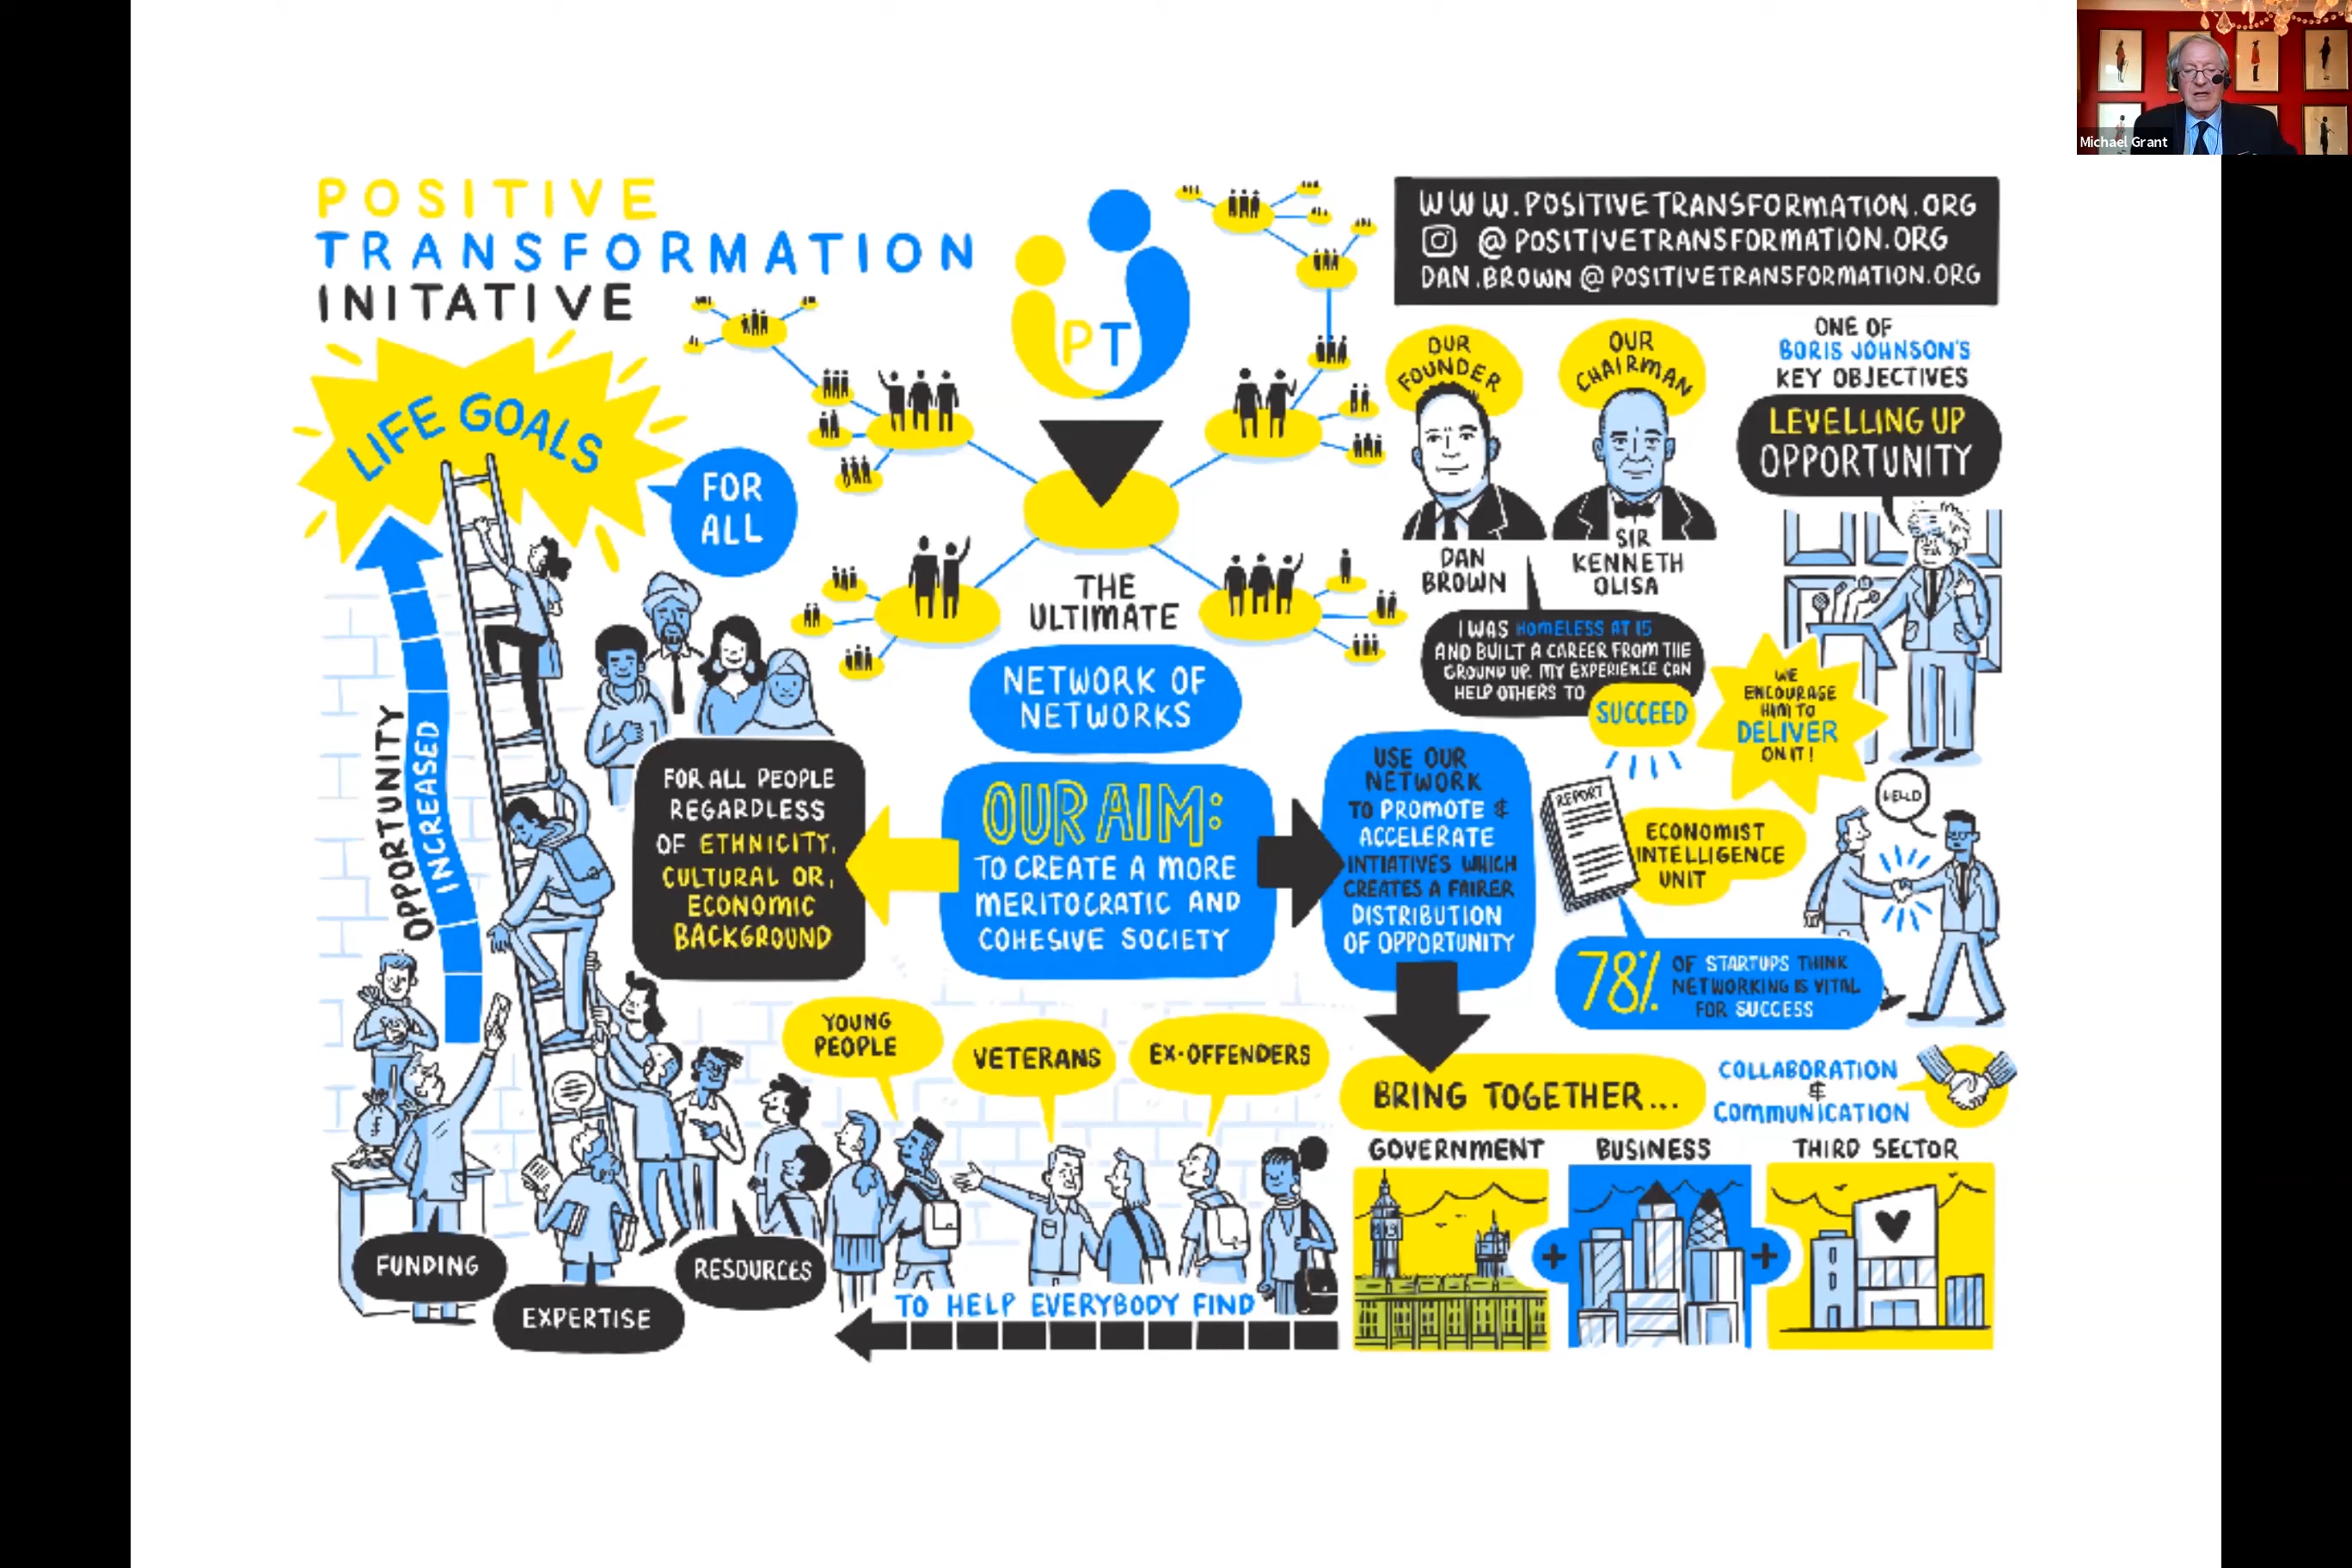 Michael Grant
POSITIVE
TRANSFORMATION
INITATIVE
PT
WWW.POSITIVETRANSFORMATION.ORG
@POSITIVETRANSFORMATION.ORG
DAN.BROWN@POSITIVETRANSFORMATION.ORG
LIFE GOALS
FOR
ALL
OPPORTUNITY
INCREASED
FOR ALL PEOPLE
REGARDLESS
OF ETHNICITY,
CULTURAL OR,
ECONOMIC
BACKGROUND
THE
ULTIMATE
NETWORK OF
NETWORKS
OUR AIM:
TO CREATE A MORE
MERITOCRATIC AND
COHESIVE SOCIETY
OUR
FOUNDER
DAN
BROWN
OUR
CHAIRMAN
SIR
KENNETH
OLISA
ONE OF
BORIS JOHNSON'S
KEY OBJECTIVES
LEVELLING UP
OPPORTUNITY
I WAS HOMELESS AT 15
AND BUILT A CAREER FROM THE
GROUND UP. MY EXPERIENCE CAN
HELP OTHERS TO
SUCCEED
WE
ENCOURAGE
HIM TO
DELIVER
ON IT!
USE OUR
NETWORK
TO PROMOTE &
ACCELERATE
INTIATIVES WHICH
CREATES A FAIRER
DISTRIBUTION
OF OPPORTUNITY
REPORT
ECONOMIST
INTELLIGENCE
UNIT
HELLO
78% OF STARTUPS THINK
NETWORKING IS VITAL
FOR SUCCESS
BRING TOGETHER...
COLLABORATION
&
COMMUNICATION
GOVERNMENT
BUSINESS
THIRD SECTOR
+
+
YOUNG
PEOPLE
VETERANS
EX-OFFENDERS
£
FUNDING
EXPERTISE
RESOURCES
TO HELP EVERYBODY FIND